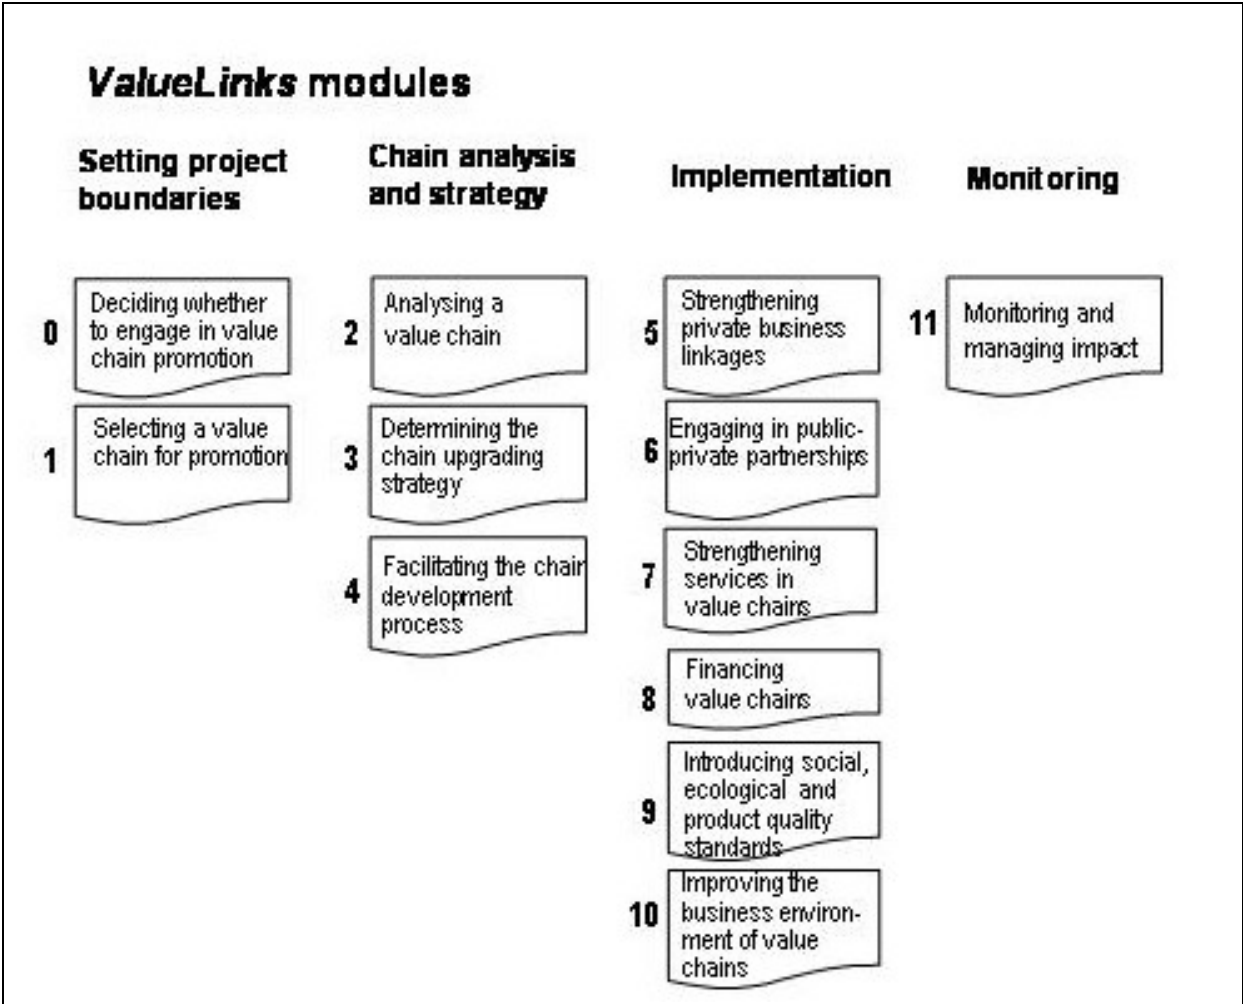 ValueLinks modules
Setting project
boundaries
0
Deciding whether
to engage in value
chain promotion
1
Selecting a value
chain for promotion
Chain analysis
and strategy
2
Analysing a
value chain
3
Determining the
chain upgrading
strategy
4
Facilitating the chain
development
process
Implementation
5
Strengthening
private business
linkages
6
Engaging in public-
private partnerships
7
Strengthening
services in
value chains
8
Financing
value chains
9
Introducing social,
ecological and
product quality
standards
10
Improving the
business environ-
ment of value
chains
Monitoring
11
Monitoring and
managing impact